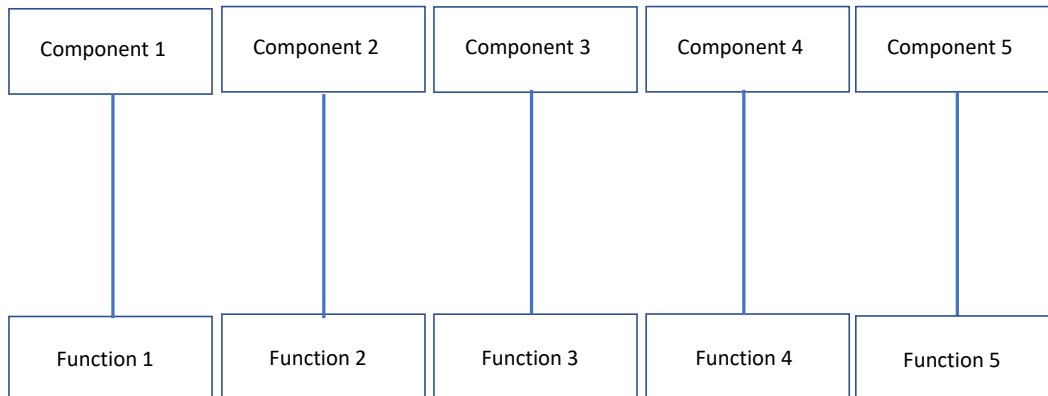 Component 1
Component 2
Component 3
Component 4
Component 5
Function 1
Function 2
Function 3
Function 4
Function 5